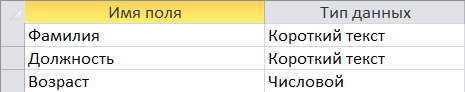 Имя поля Тип данных
Фамилия Короткий текст
Должность Короткий текст
Возраст Числовой